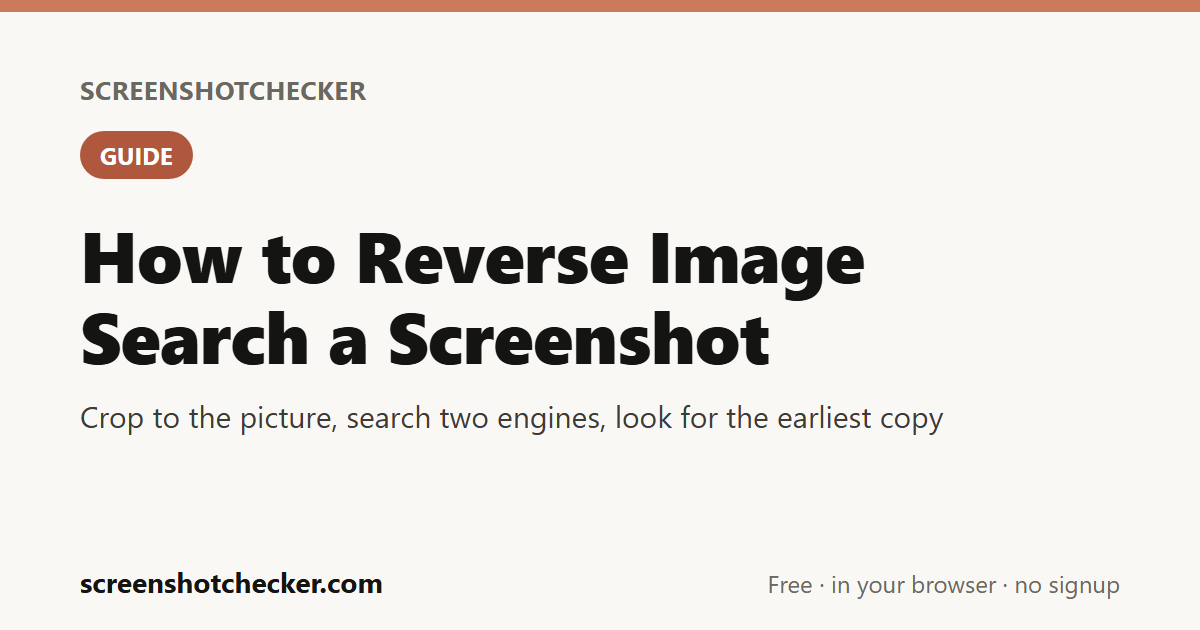 SCREENSHOTCHECKER
GUIDE
How to Reverse Image
Search a Screenshot
Crop to the picture, search two engines, look for the earliest copy
screenshotchecker.com
Free · in your browser · no signup